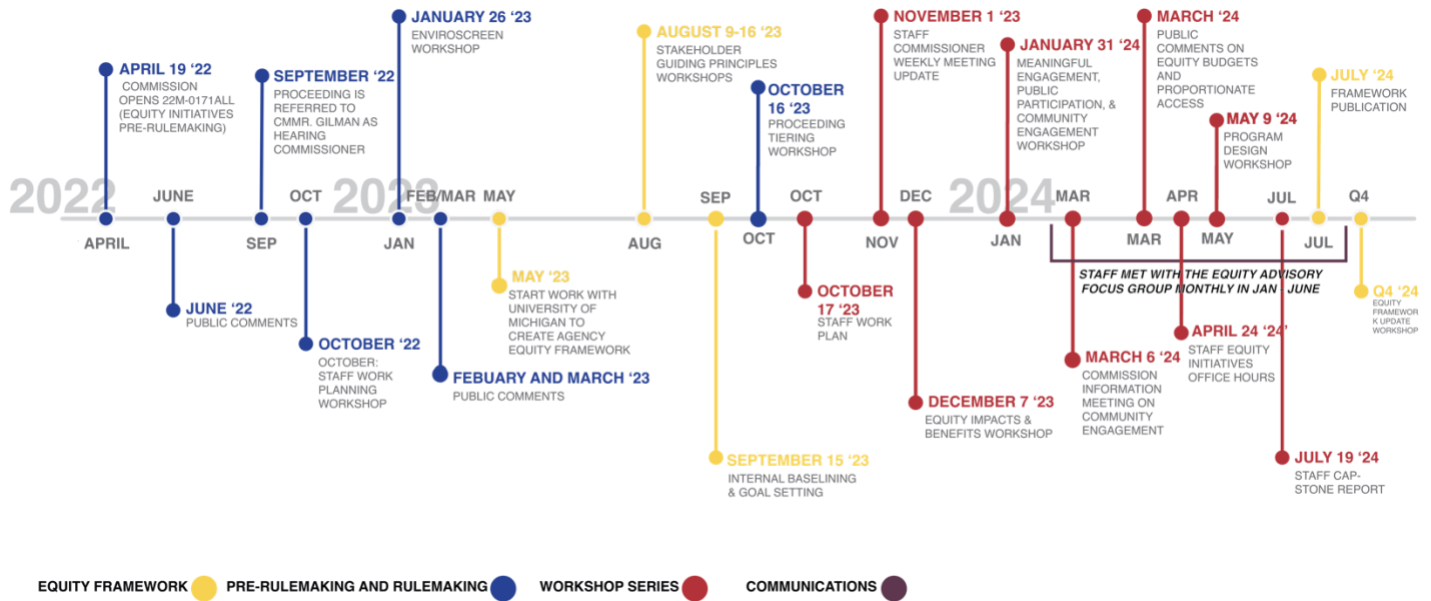 APRIL 19 ‘22
COMMISSION
OPENS 22M-0171ALL
(EQUITY INITIATIVES
PRE-RULEMAKING)
SEPTEMBER ‘22
PROCEEDING IS
REFERRED TO
CMMR. GILMAN AS
HEARING
COMMISSIONER
JANUARY 26 ‘23
ENVIROSCREEN
WORKSHOP
AUGUST 9-16 ‘23
STAKEHOLDER
GUIDING PRINCIPLES
WORKSHOPS
OCTOBER
16 ‘23
PROCEEDING
TIERING
WORKSHOP
NOVEMBER 1 ‘23
STAFF
COMMISSIONER
WEEKLY MEETING
UPDATE
JANUARY 31 ‘24
MEANINGFUL
ENGAGEMENT,
PUBLIC
PARTICIPATION, &
COMMUNITY
ENGAGEMENT
WORKSHOP
MARCH ‘24
PUBLIC
COMMENTS ON
EQUITY BUDGETS
AND
PROPORTIONATE
ACCESS
MAY 9 ‘24
PROGRAM
DESIGN
WORKSHOP
JULY ‘24
FRAMEWORK
PUBLICATION
2022
JUNE
OCT
2023
FEB/MAR
MAY
SEP
OCT
DEC
2024
MAR
APR
JUL
Q4
APRIL
SEP
JAN
AUG
OCT
NOV
JAN
MAR
MAY
JUL
STAFF MET WITH THE EQUITY ADVISORY
FOCUS GROUP MONTHLY IN JAN - JUNE
JUNE ‘22
PUBLIC COMMENTS
OCTOBER ‘22
OCTOBER:
STAFF WORK
PLANNING
WORKSHOP
FEBUARY AND MARCH ‘23
PUBLIC COMMENTS
MAY ‘23
START WORK WITH
UNIVERSITY OF
MICHIGAN TO
CREATE AGENCY
EQUITY FRAMEWORK
SEPTEMBER 15 ‘23
INTERNAL BASELINING
& GOAL SETTING
OCTOBER
17 ‘23
STAFF WORK
PLAN
DECEMBER 7 ‘23
EQUITY IMPACTS &
BENEFITS WORKSHOP
MARCH 6 ‘24
COMMISSION
INFORMATION
MEETING ON
COMMUNITY
ENGAGEMENT
APRIL 24 ‘24’
STAFF EQUITY
INITIATIVES
OFFICE HOURS
JULY 19 ‘24
STAFF CAP-
STONE REPORT
Q4 ‘24
EQUITY
FRAMEWOR
K UPDATE
WORKSHOP
EQUITY FRAMEWORK
PRE-RULEMAKING AND RULEMAKING
WORKSHOP SERIES
COMMUNICATIONS